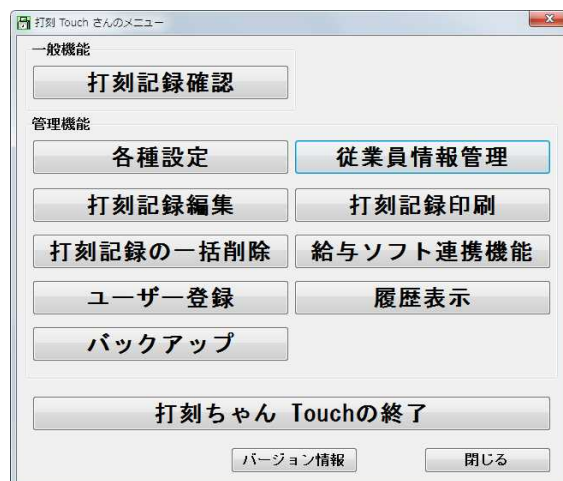 打刻 Touch さんのメニュー
一般機能
打刻記録確認
管理機能
各種設定 従業員情報管理
打刻記録編集 打刻記録印刷
打刻記録の一括削除 給与ソフト連携機能
ユーザー登録 履歴表示
バックアップ
打刻ちゃん Touchの終了
バージョン情報 閉じる